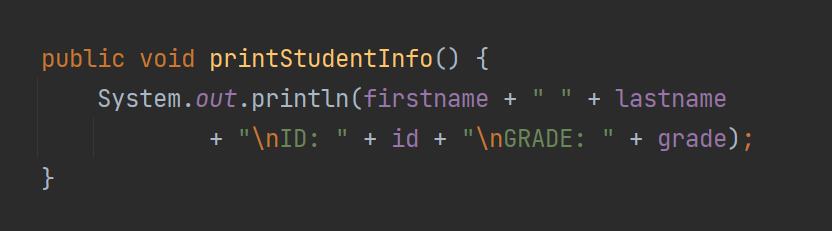 public void printStudentInfo() {
System.out.println(firstname + " " + lastname
+ "\nID: " + id + "\nGRADE: " + grade);
}